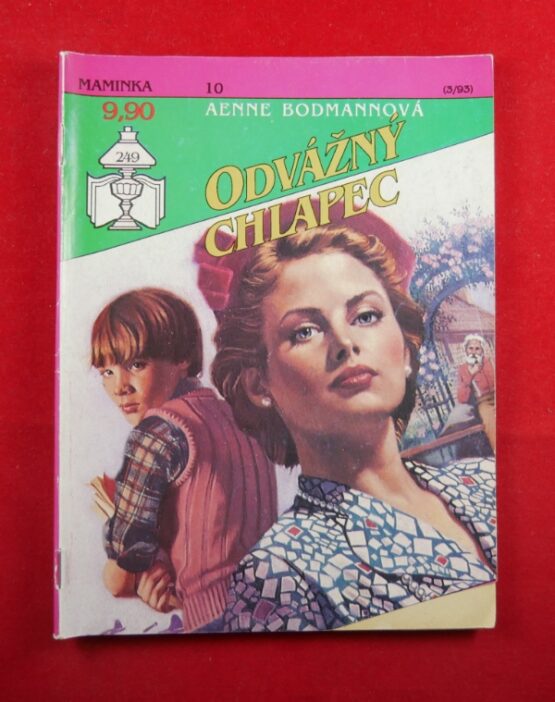 MAMINKA 10 (3/93)
9,90 AENNE BODMANNOVÁ
249
ODVÁŽNÝ
CHLAPEC